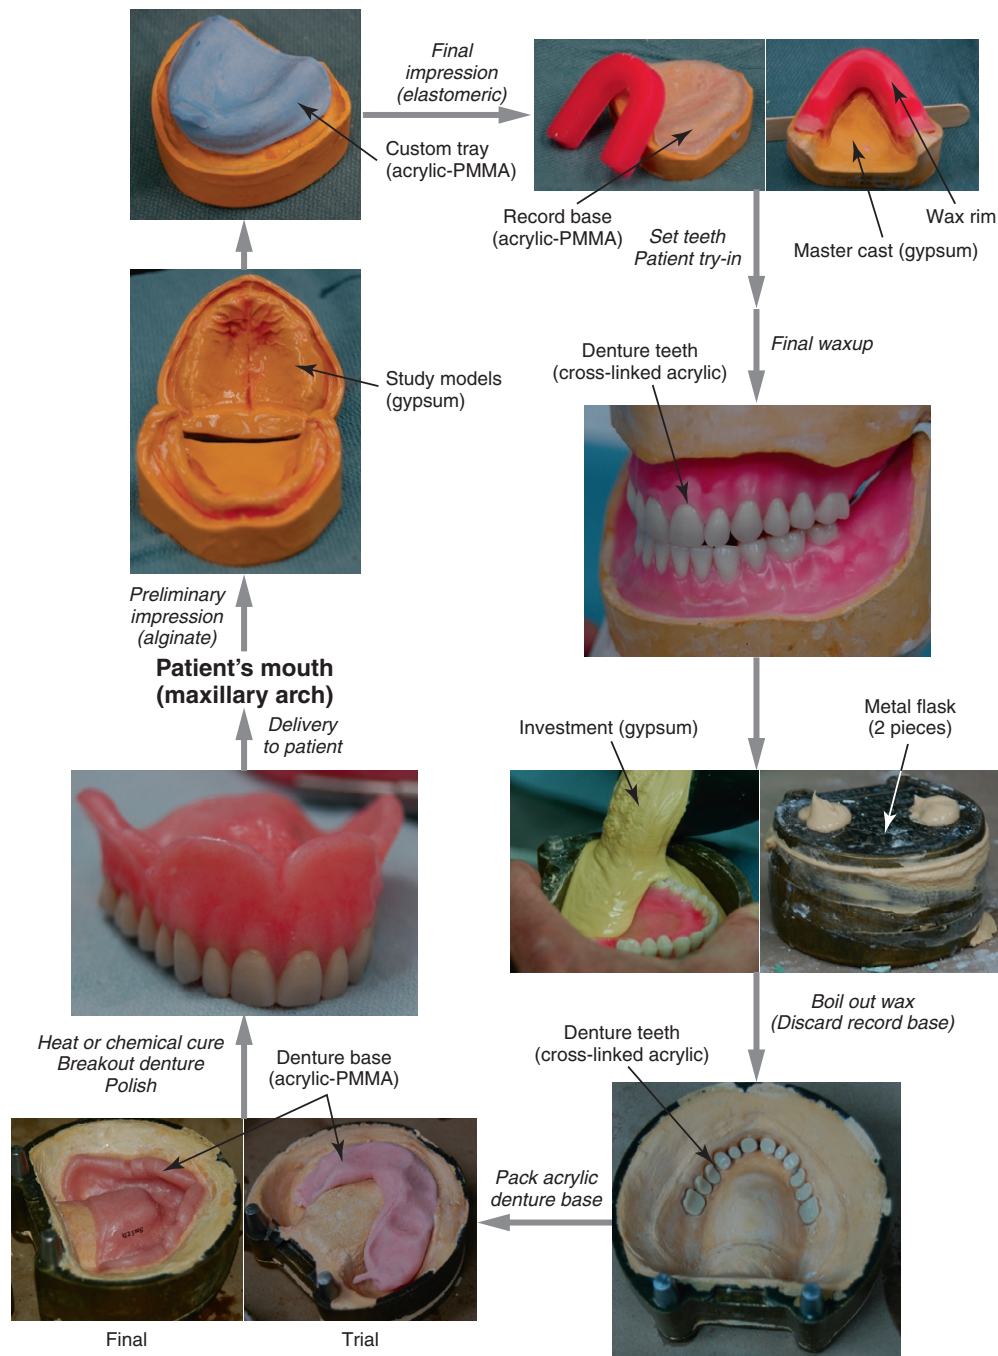 Final
impression
(elastomeric)
Custom tray
(acrylic-PMMA)
Record base
(acrylic-PMMA)
Wax rim
Master cast (gypsum)
Set teeth
Patient try-in
Final waxup
Denture teeth
(cross-linked acrylic)
Study models
(gypsum)
Preliminary
impression
(alginate)
Patient’s mouth
(maxillary arch)
Delivery
to patient
Investment (gypsum)
Metal flask
(2 pieces)
Boil out wax
(Discard record base)
Denture teeth
(cross-linked acrylic)
Pack acrylic
denture base
Heat or chemical cure
Breakout denture
Polish
Denture base
(acrylic-PMMA)
Smith
Final
Trial